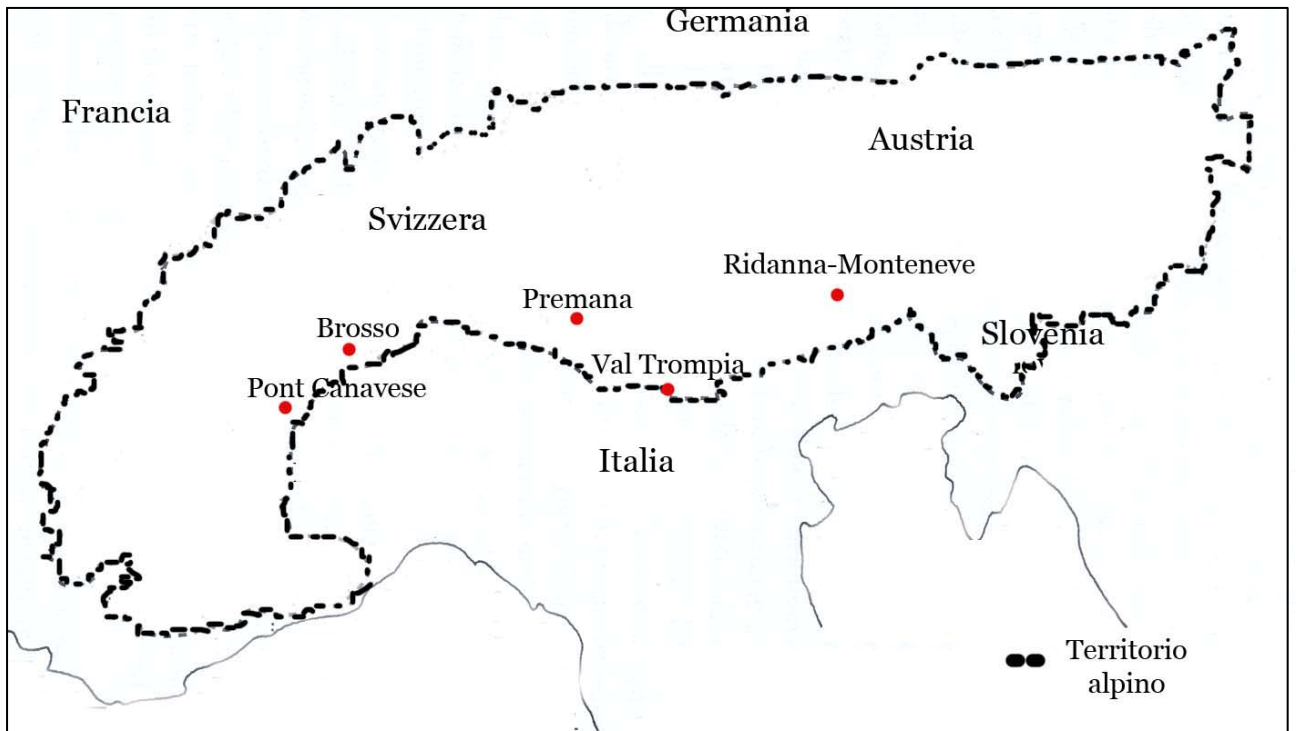 Germania
Francia
Austria
Svizzera
Ridanna-Monteneve
Premana
Brosso
Slovenia
Val Trompia
Pont Canavese
Italia
Territorio
alpino